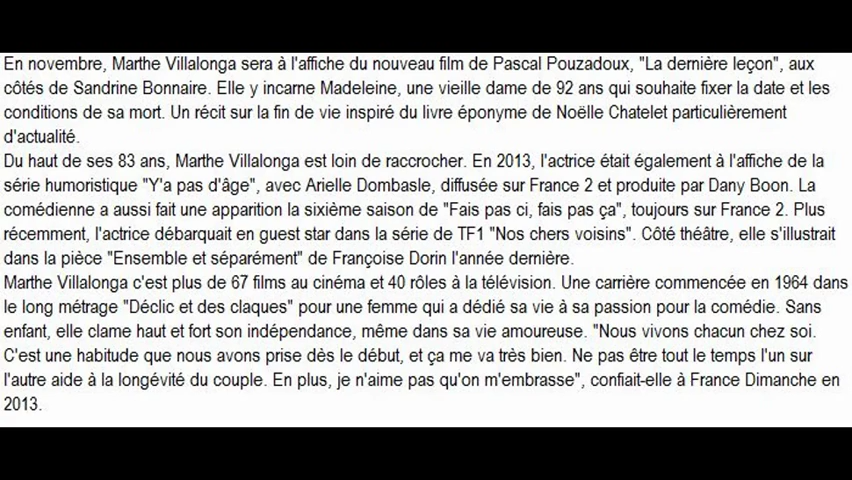 En novembre, Marthe Villalonga sera à l'affiche du nouveau film de Pascal Pouzadoux, "La dernière leçon", aux
côtés de Sandrine Bonnaire. Elle y incarne Madeleine, une vieille dame de 92 ans qui souhaite fixer la date et les
conditions de sa mort. Un récit sur la fin de vie inspiré du livre éponyme de Noëlle Chatelet particulièrement
d'actualité.
Du haut de ses 83 ans, Marthe Villalonga est loin de raccrocher. En 2013, l'actrice était également à l'affiche de la
série humoristique "Y'a pas d'âge", avec Arielle Dombasle, diffusée sur France 2 et produite par Dany Boon. La
comédienne a aussi fait une apparition la sixième saison de "Fais pas ci, fais pas ça", toujours sur France 2. Plus
récemment, l'actrice débarquait en guest star dans la série de TF1 "Nos chers voisins". Côté théâtre, elle s'illustrait
dans la pièce "Ensemble et séparément" de Françoise Dorin l'année dernière.
Marthe Villalonga c'est plus de 67 films au cinéma et 40 rôles à la télévision. Une carrière commencée en 1964 dans
le long métrage "Déclic et des claques" pour une femme qui a dédié sa vie à sa passion pour la comédie. Sans
enfant, elle clame haut et fort son indépendance, même dans sa vie amoureuse. "Nous vivons chacun chez soi.
C'est une habitude que nous avons prise dès le début, et ça me va très bien. Ne pas être tout le temps l'un sur
l'autre aide à la longévité du couple. En plus, je n'aime pas qu'on m'embrasse", confiait-elle à France Dimanche en
2013.